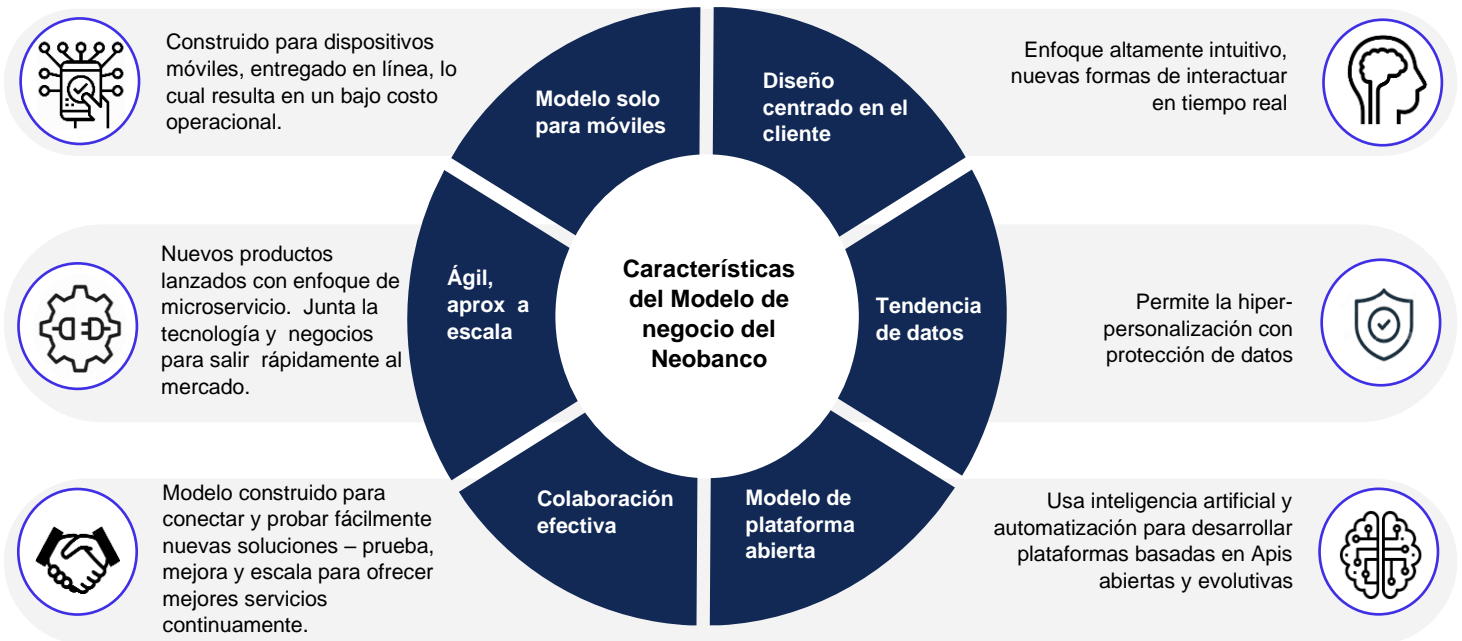 Construido para dispositivos
móviles, entregado en línea, lo
cual resulta en un bajo costo
operacional.
Modelo solo
para móviles
Diseño
centrado en el
cliente
Enfoque altamente intuitivo,
nuevas formas de interactuar
en tiempo real
Nuevos productos
lanzados con enfoque de
microservicio. Junta la
tecnología y negocios
para salir rápidamente al
mercado.
Ágil,
aprox a
escala
Características
del Modelo de
negocio del
Neobanco
Tendencia
de datos
Permite la hiper-
personalización con
protección de datos
Modelo construido para
conectar y probar fácilmente
nuevas soluciones – prueba,
mejora y escala para ofrecer
mejores servicios
continuamente.
Colaboración
efectiva
Modelo de
plataforma
abierta
Usa inteligencia artificial y
automatización para desarrollar
plataformas basadas en Apis
abiertas y evolutivas